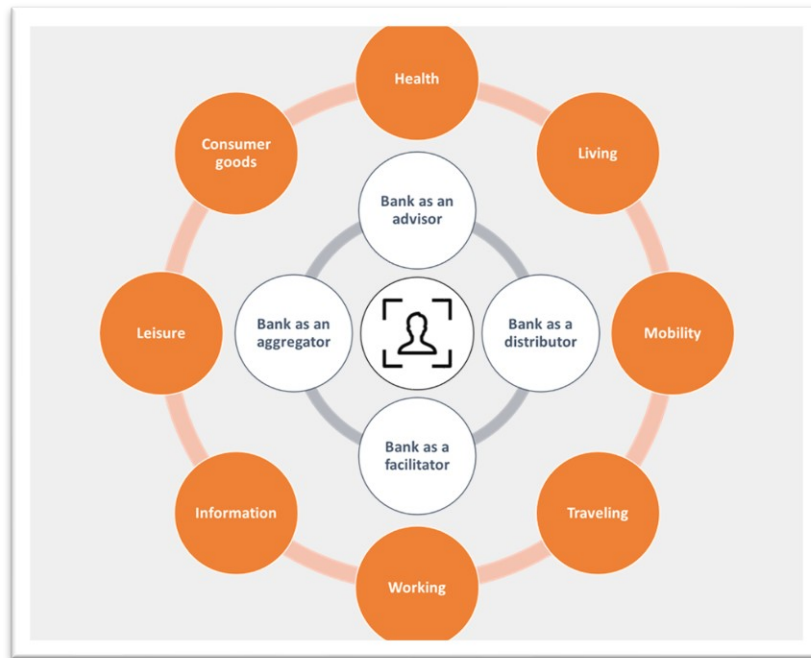 Health
Consumer
goods
Living
Bank as an
advisor
Leisure
Bank as an
aggregator
Bank as a
distributor
Mobility
Bank as a
facilitator
Information
Traveling
Working